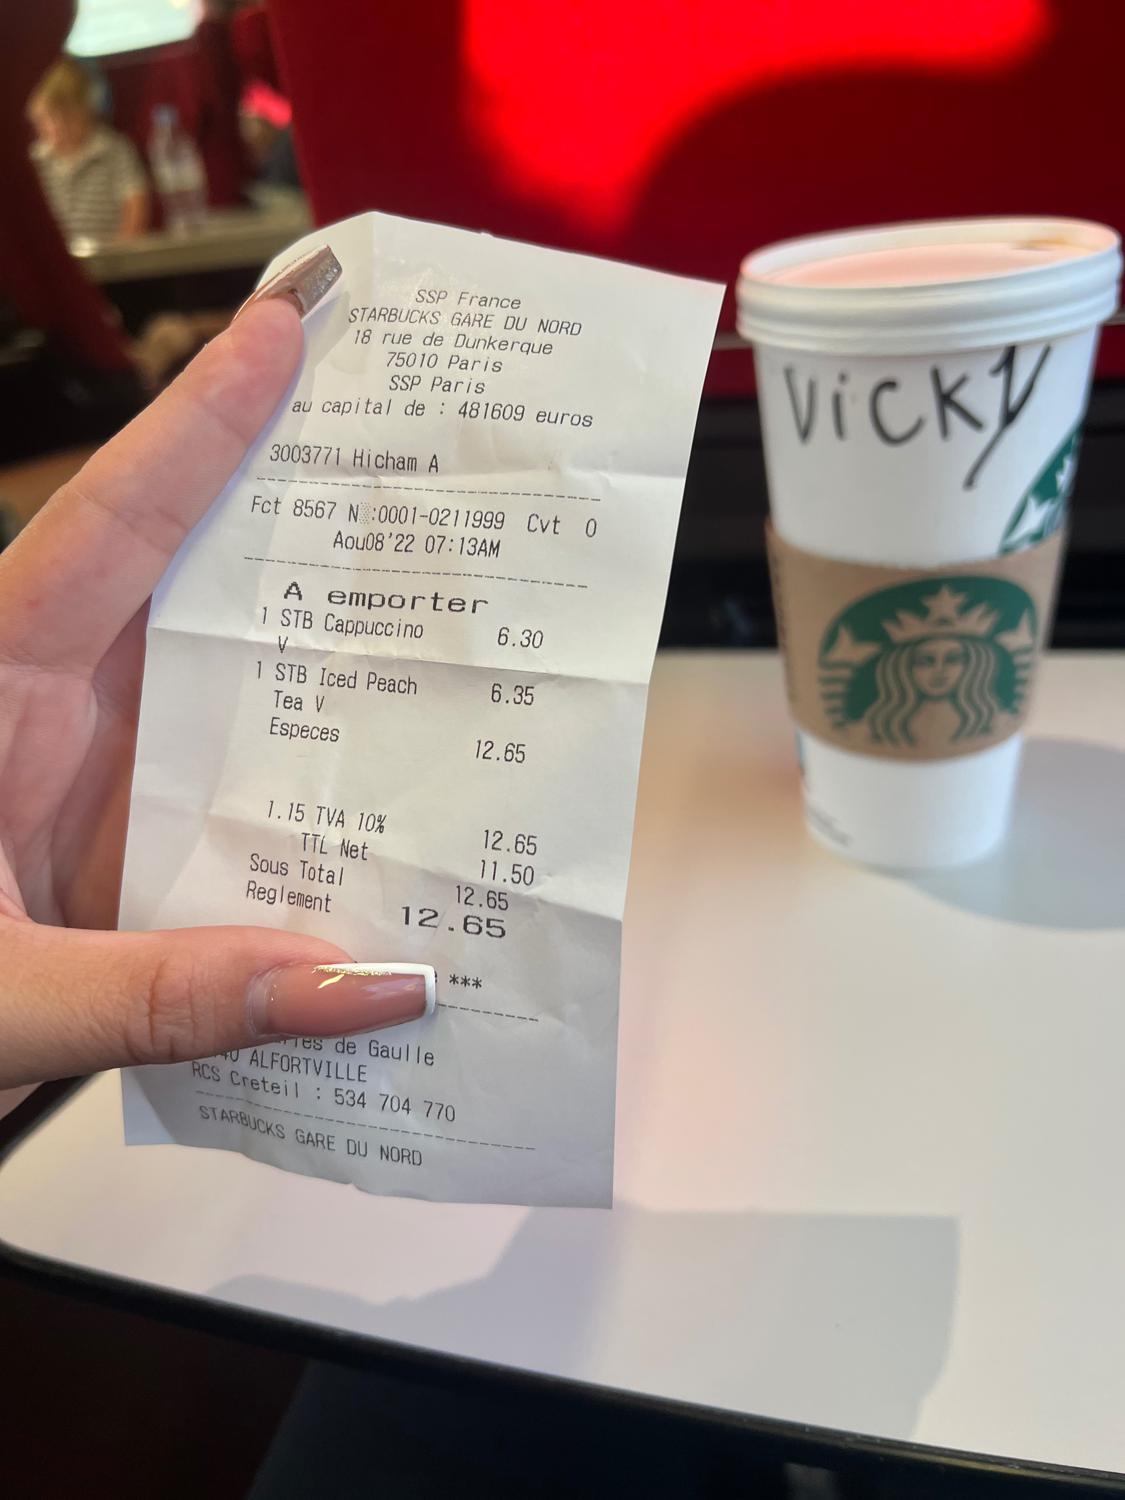 SSP France
STARBUCKS GARE DU NORD
18 rue de Dunkerque
75010 Paris
SSP Paris
au capital de : 481609 euros
3003771 Hicham A
Fct 8567 N :0001-0211999 Cvt 0
Aou08'22 07:13AM
A emporter
1 STB Cappuccino 6.30
V
1 STB Iced Peach 6.35
Tea V
Especes 12.65
1.15 TVA 10% 12.65
TTL Net 11.50
Sous Total 12.65
Reglement 12.65
***
de Gaulle
ALFORTVILLE
RCS Creteil : 534 704 770
STARBUCKS GARE DU NORD
Vicky